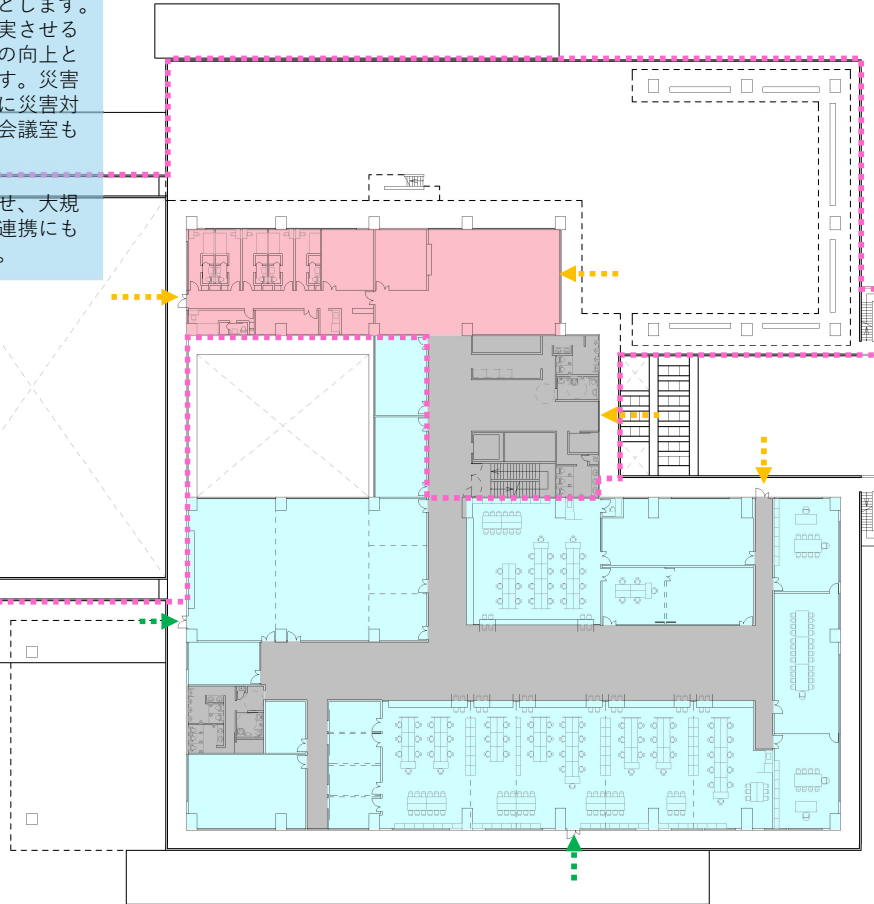 とします。
実させる
の向上と
す。災害
に災害対
会議室も
せ、大規
連携にも
。